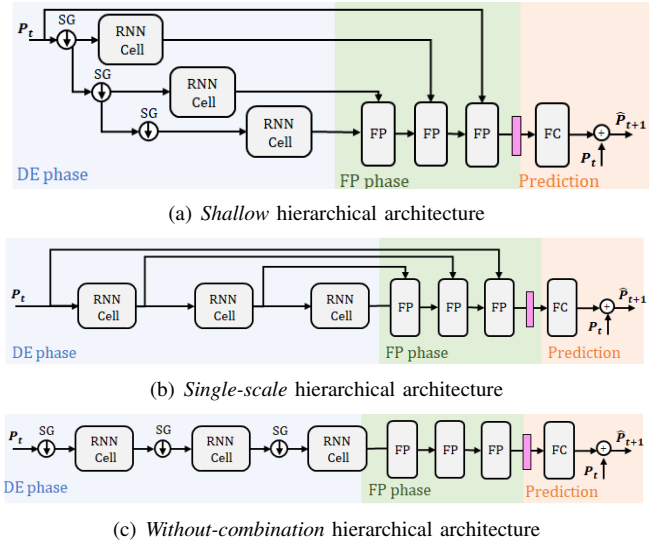 SG
P_t
RNN
Cell
SG
RNN
Cell
SG
RNN
Cell
FP
FP
FP
FC
+
P̂_{t+1}
P_t
DE phase
FP phase
Prediction
(a) Shallow hierarchical architecture
P_t
RNN
Cell
RNN
Cell
RNN
Cell
FP
FP
FP
FC
+
P̂_{t+1}
P_t
DE phase
FP phase
Prediction
(b) Single-scale hierarchical architecture
P_t
SG
RNN
Cell
SG
RNN
Cell
SG
RNN
Cell
FP
FP
FP
FC
+
P̂_{t+1}
P_t
DE phase
FP phase
Prediction
(c) Without-combination hierarchical architecture